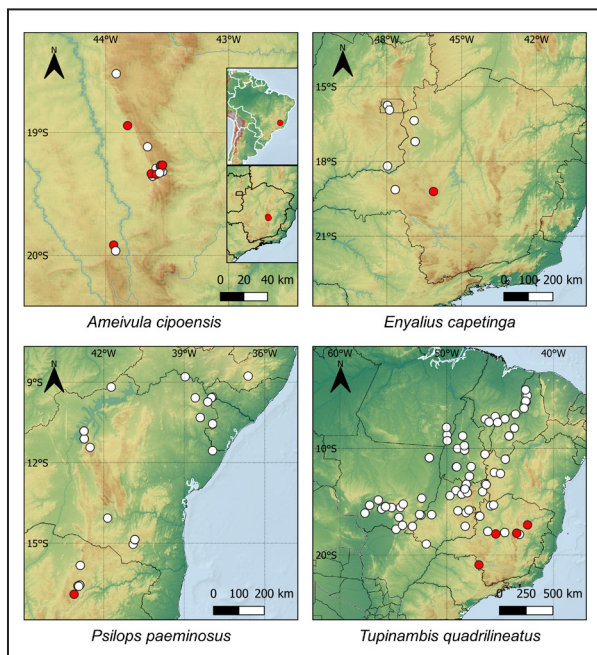 44°W 43°W
N
19°S
20°S
0 20 40 km
Ameivula cipoensis
48°W 45°W 42°W
N
15°S
18°S
21°S
0 100 200 km
Enyalius capetinga
42°W 39°W 36°W
N
9°S
12°S
15°S
0 100 200 km
Psilops paeminosus
60°W 50°W 40°W
N
10°S
20°S
0 250 500 km
Tupinambis quadrilineatus